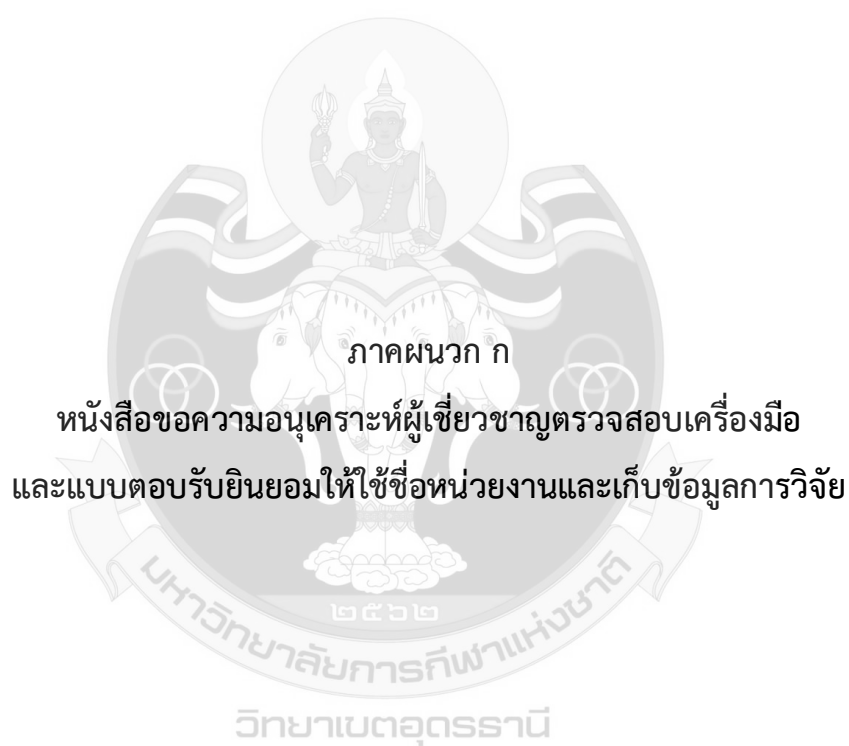 ภาคผนวก ก
หนังสือขอความอนุเคราะห์ผู้เชี่ยวชาญตรวจสอบเครื่องมือ
และแบบตอบรับยินยอมให้ใช้ชื่อหน่วยงานและเก็บข้อมูลการวิจัย
๒๕๖๒
มหาวิทยาลัยการกีฬาแห่งชาติ
วิทยาเขตอุดรธานี